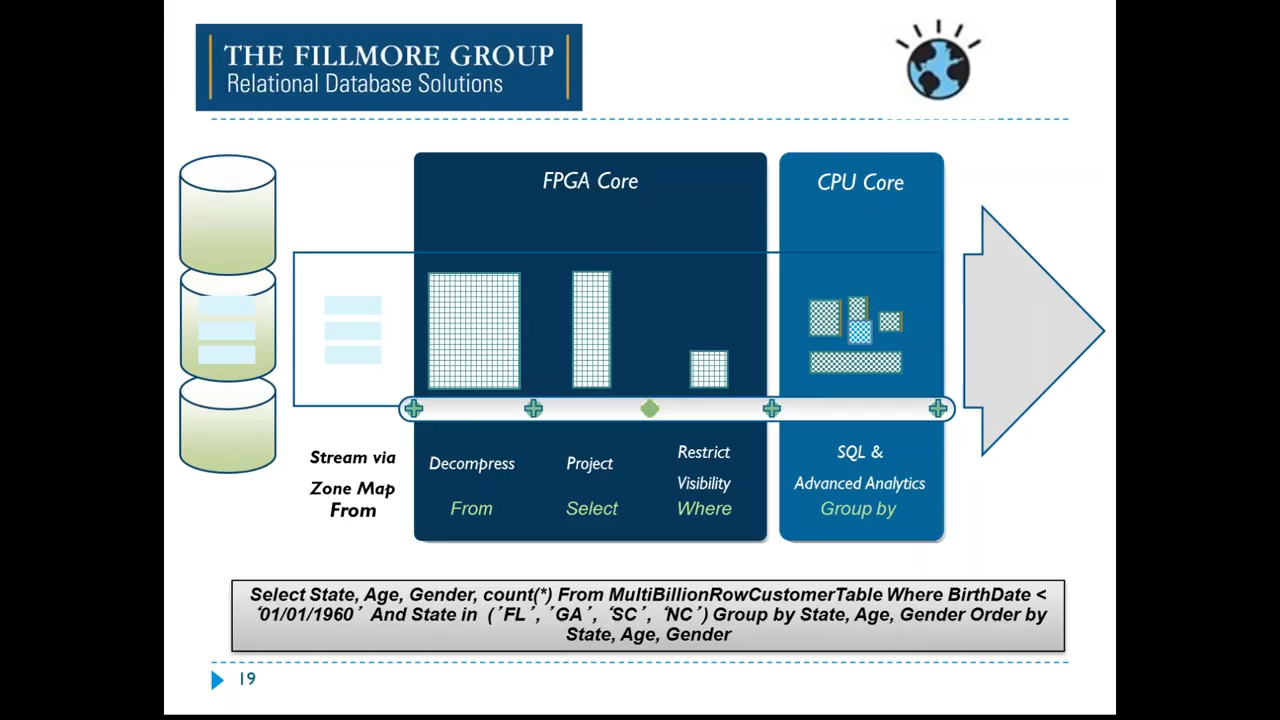 THE FILLMORE GROUP
Relational Database Solutions
FPGA Core
CPU Core
Stream via
Zone Map
From
Decompress
From
Project
Select
Restrict
Visibility
Where
SQL &
Advanced Analytics
Group by
Select State, Age, Gender, count(*) From MultiBillionRowCustomerTable Where BirthDate <
‘01/01/1960’ And State in (’FL’, ’GA’, ‘SC’, ‘NC’) Group by State, Age, Gender Order by
State, Age, Gender
19